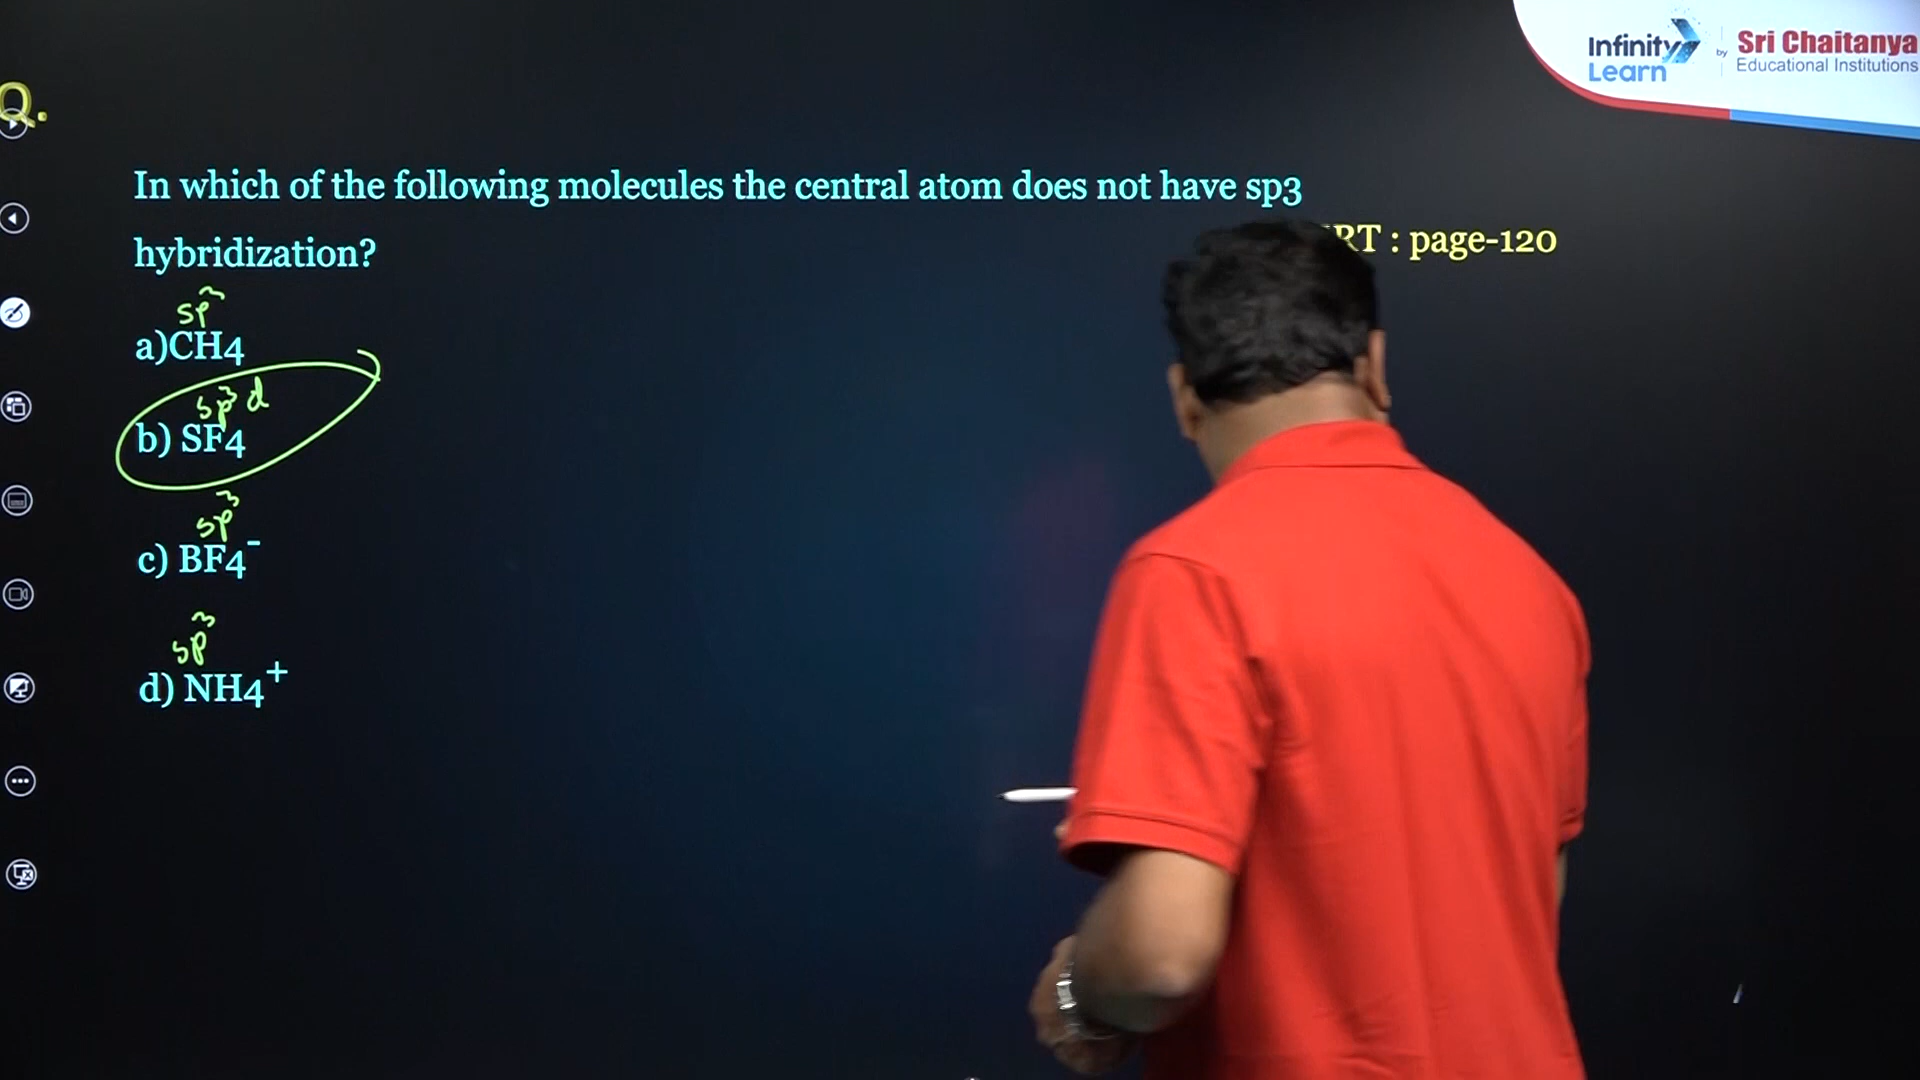 Infinity Learn by Sri Chaitanya
Educational Institutions
Q.
In which of the following molecules the central atom does not have sp3
hybridization?
RT : page-120
sp³
a)CH4
sp³d
b) SF4
sp³
c) BF4⁻
sp³
d) NH4⁺